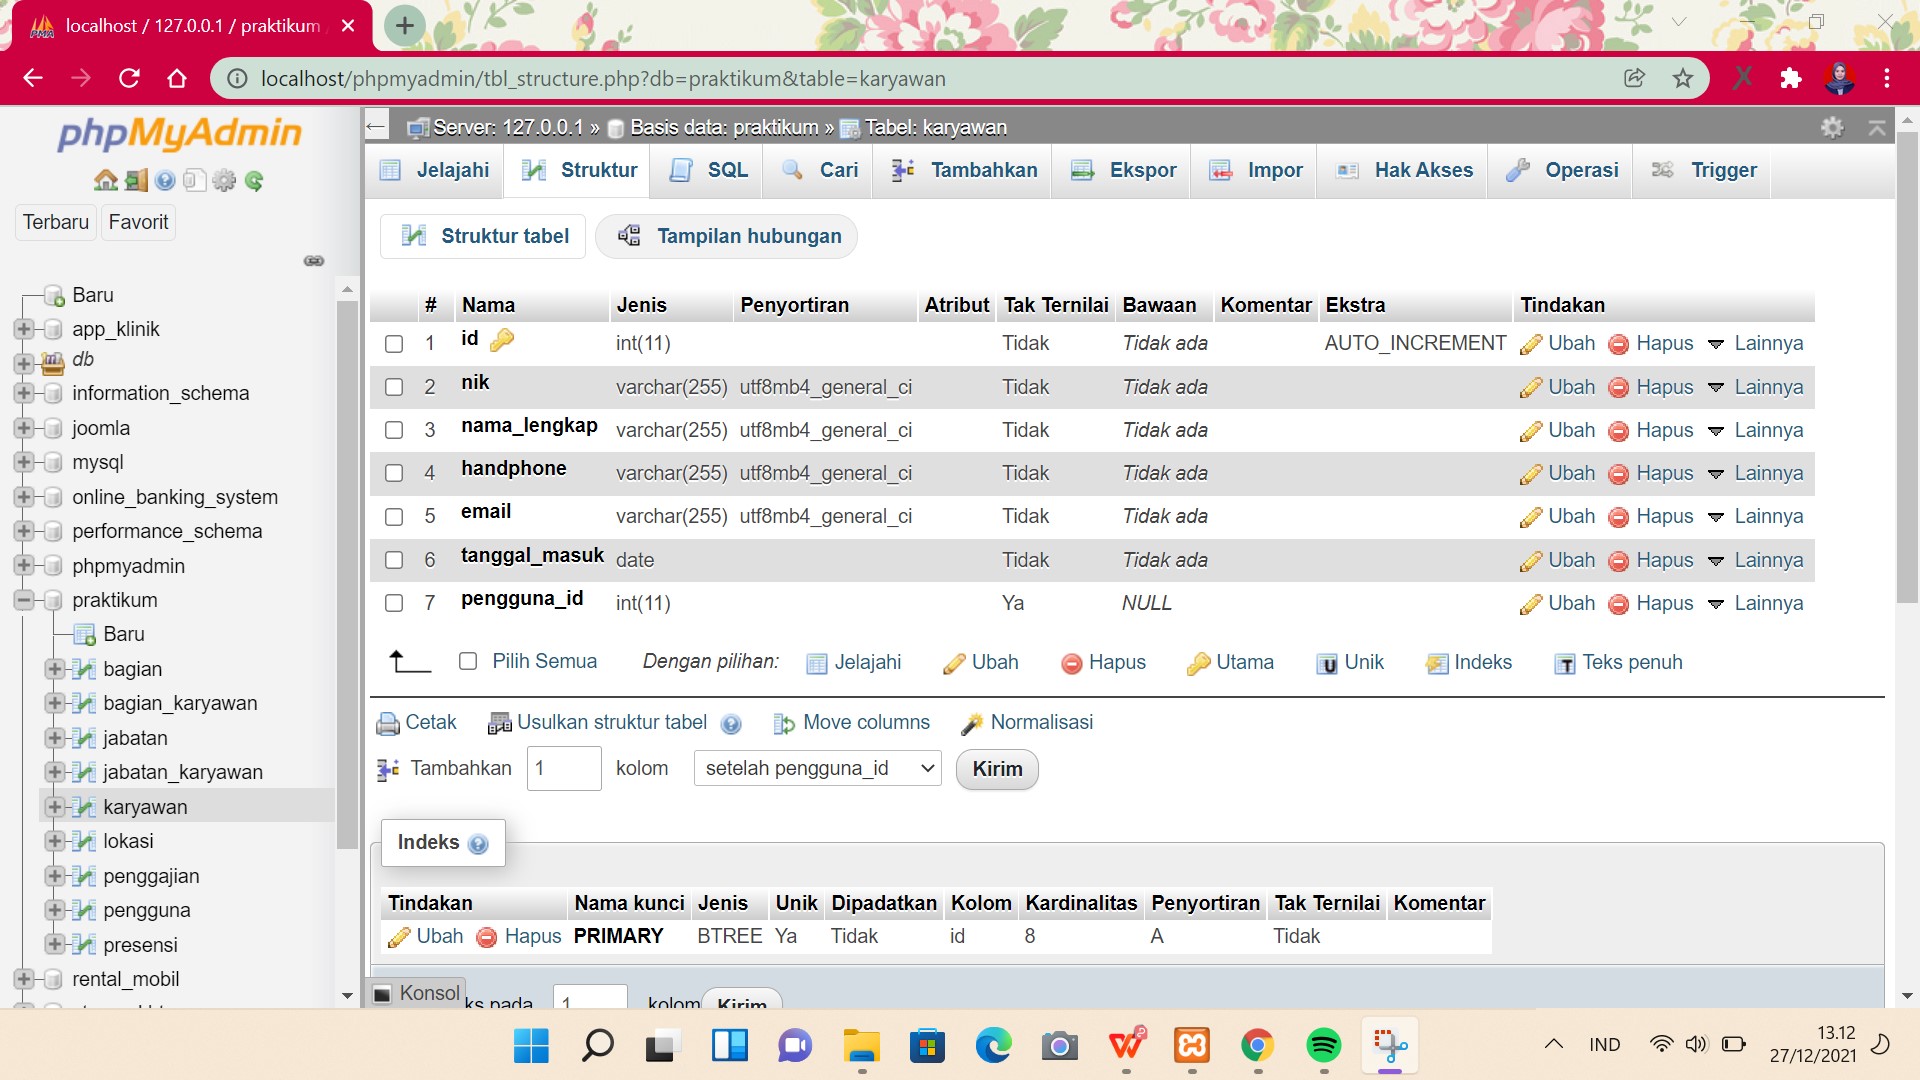 localhost / 127.0.0.1 / praktikum
localhost/phpmyadmin/tbl_structure.php?db=praktikum&table=karyawan
phpMyAdmin
Terbaru Favorit
Baru
app_klinik
db
information_schema
joomla
mysql
online_banking_system
performance_schema
phpmyadmin
praktikum
Baru
bagian
bagian_karyawan
jabatan
jabatan_karyawan
karyawan
lokasi
penggajian
pengguna
presensi
rental_mobil
Server: 127.0.0.1 » Basis data: praktikum » Tabel: karyawan
Jelajahi Struktur SQL Cari Tambahkan Ekspor Impor Hak Akses Operasi Trigger
Struktur tabel Tampilan hubungan
# Nama Jenis Penyortiran Atribut Tak Ternilai Bawaan Komentar Ekstra Tindakan
1 id int(11) Tidak Tidak ada AUTO_INCREMENT Ubah Hapus Lainnya
2 nik varchar(255) utf8mb4_general_ci Tidak Tidak ada Ubah Hapus Lainnya
3 nama_lengkap varchar(255) utf8mb4_general_ci Tidak Tidak ada Ubah Hapus Lainnya
4 handphone varchar(255) utf8mb4_general_ci Tidak Tidak ada Ubah Hapus Lainnya
5 email varchar(255) utf8mb4_general_ci Tidak Tidak ada Ubah Hapus Lainnya
6 tanggal_masuk date Tidak Tidak ada Ubah Hapus Lainnya
7 pengguna_id int(11) Ya NULL Ubah Hapus Lainnya
Pilih Semua Dengan pilihan: Jelajahi Ubah Hapus Utama Unik Indeks Teks penuh
Cetak Usulkan struktur tabel Move columns Normalisasi
Tambahkan 1 kolom setelah pengguna_id Kirim
Indeks
Tindakan Nama kunci Jenis Unik Dipadatkan Kolom Kardinalitas Penyortiran Tak Ternilai Komentar
Ubah Hapus PRIMARY BTREE Ya Tidak id 8 A Tidak
Konsol ks pada 1 kolom Kirim
IND
13.12
27/12/2021